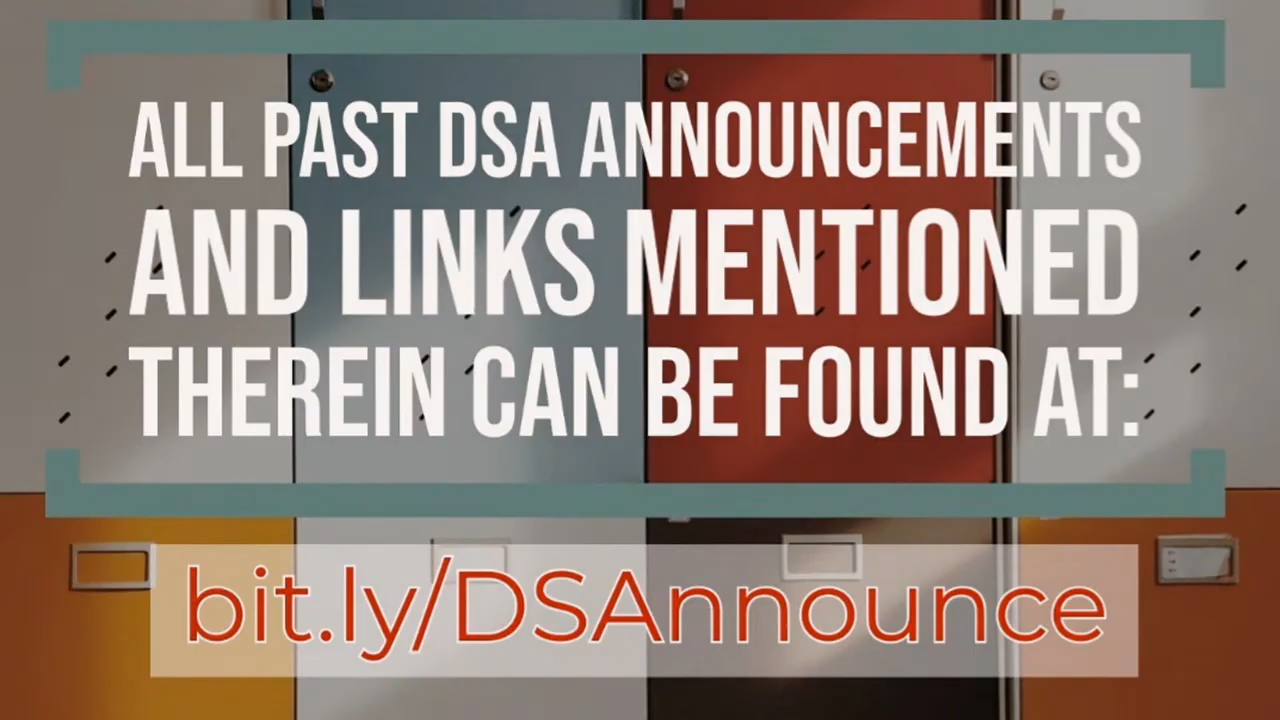 ALL PAST DSA ANNOUNCEMENTS
AND LINKS MENTIONED
THEREIN CAN BE FOUND AT:
bit.ly/DSAnnounce